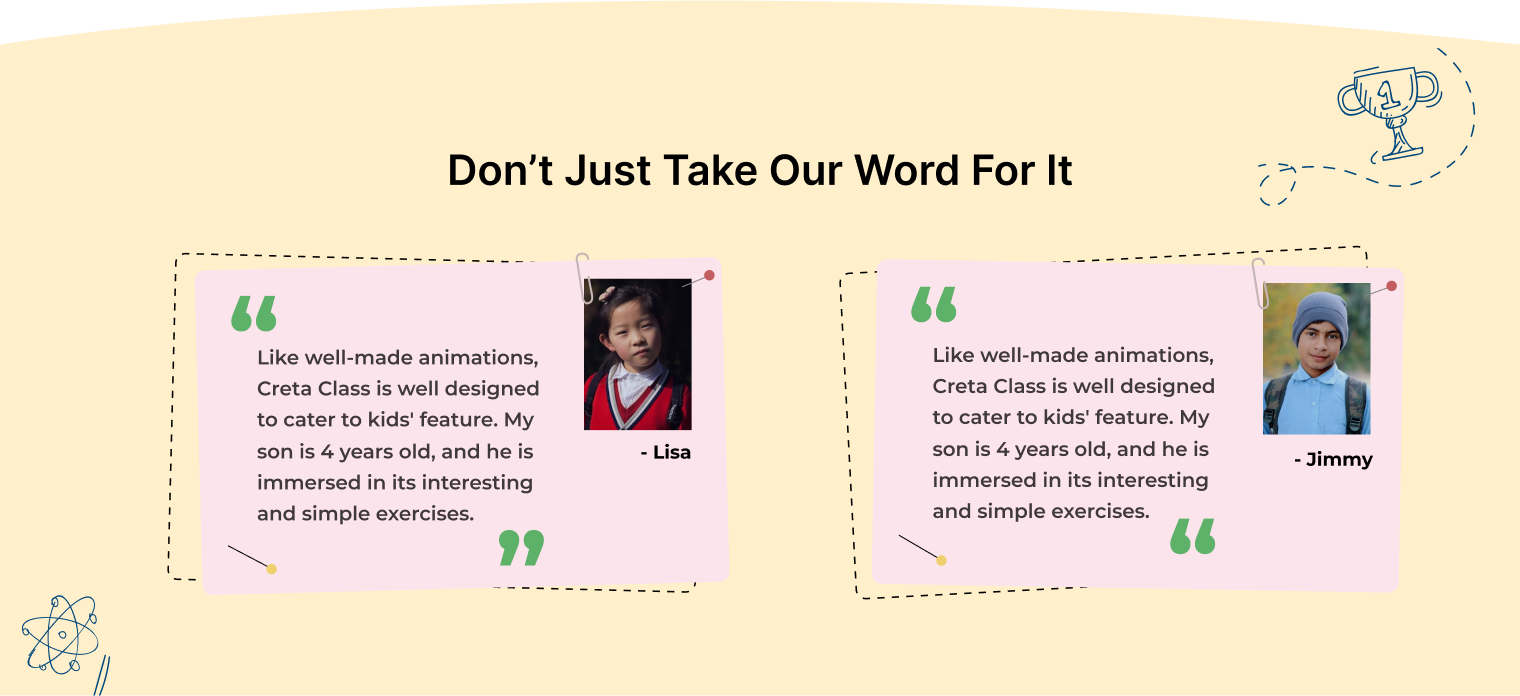 1
Don’t Just Take Our Word For It
“
Like well-made animations,
Creta Class is well designed
to cater to kids' feature. My
son is 4 years old, and he is
immersed in its interesting
and simple exercises.
”
- Lisa
“
Like well-made animations,
Creta Class is well designed
to cater to kids' feature. My
son is 4 years old, and he is
immersed in its interesting
and simple exercises.
“
- Jimmy